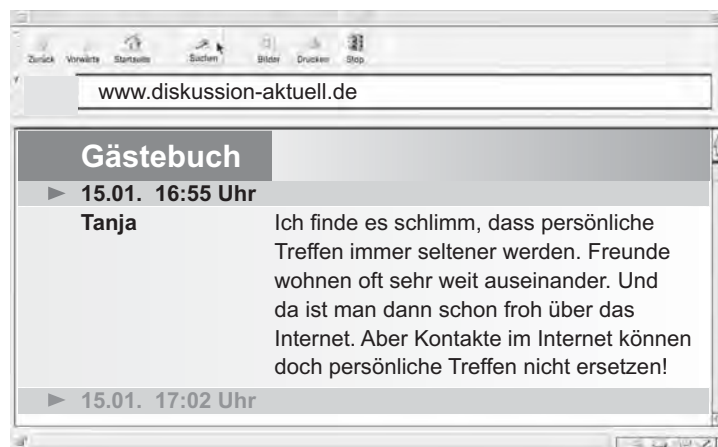 Zurück Vorwärts Startseite Suchen Bilder Drucken Stop
www.diskussion-aktuell.de
Gästebuch
15.01. 16:55 Uhr
Tanja
Ich finde es schlimm, dass persönliche
Treffen immer seltener werden. Freunde
wohnen oft sehr weit auseinander. Und
da ist man dann schon froh über das
Internet. Aber Kontakte im Internet können
doch persönliche Treffen nicht ersetzen!
15.01. 17:02 Uhr